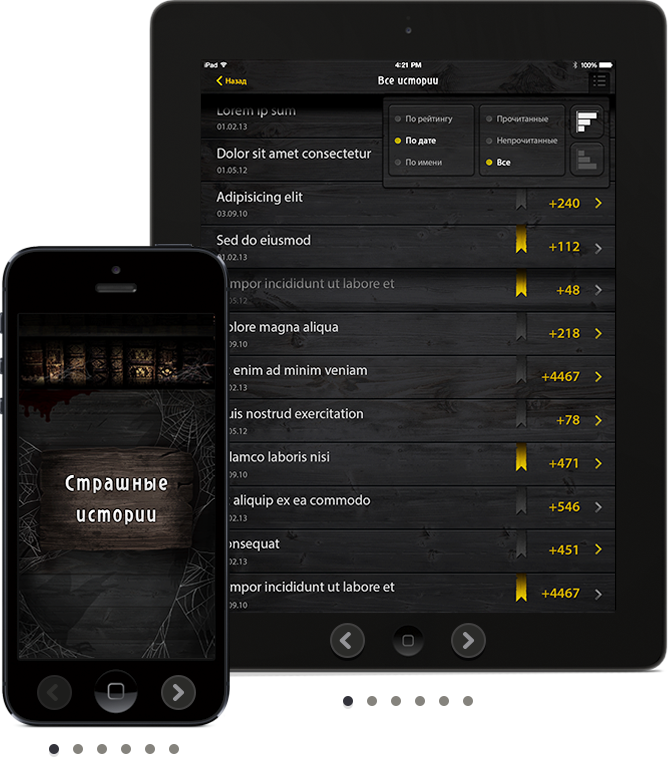 iPad
4:21 PM
100%
Назад
Все истории
Lorem ip sum
01.02.13
По рейтингу
По дате
По имени
Прочитанные
Непрочитанные
Все
Dolor sit amet consectetur
01.05.12
Adipisicing elit
03.09.10
+240
Sed do eiusmod
01.02.13
+112
mpor incididunt ut labore et
05.12
+48
olore magna aliqua
09.10
+218
enim ad minim veniam
02.13
+4467
uis nostrud exercitation
05.12
+78
lamco laboris nisi
09.10
+471
aliquip ex ea commodo
02.13
+546
onsequat
02.13
+451
mpor incididunt ut labore et
09.10
+4467
Страшные
истории